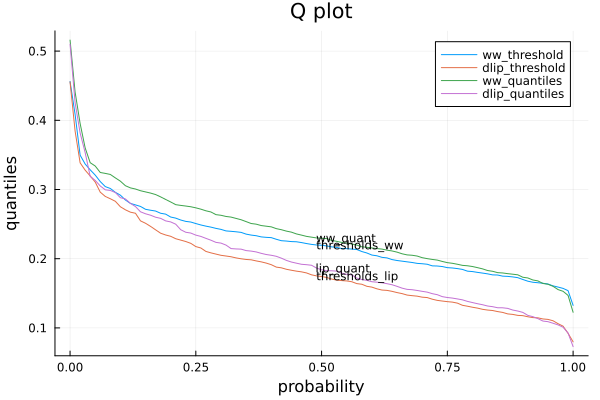 Q plot
ww_threshold
dlip_threshold
ww_quantiles
dlip_quantiles
quantiles
0.5
0.4
0.3
0.2
0.1
ww_quant
thresholds_ww
lip_quant
thresholds_lip
0.00
0.25
0.50
0.75
1.00
probability